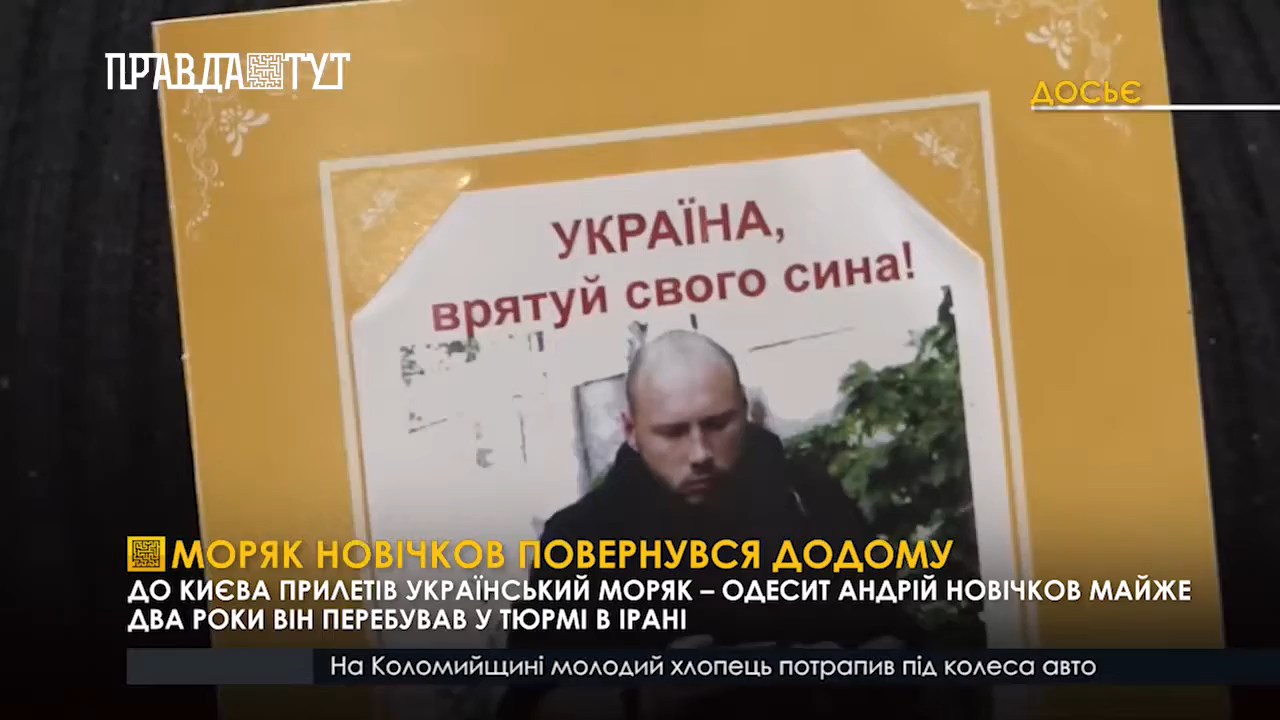 ПРАВДА ТУТ
ДОСЬЄ
УКРАЇНА,
врятуй свого сина!
МОРЯК НОВІЧКОВ ПОВЕРНУВСЯ ДОДОМУ
ДО КИЄВА ПРИЛЕТІВ УКРАЇНСЬКИЙ МОРЯК – ОДЕСИТ АНДРІЙ НОВІЧКОВ МАЙЖЕ
ДВА РОКИ ВІН ПЕРЕБУВАВ У ТЮРМІ В ІРАНІ
На Коломийщині молодий хлопець потрапив під колеса авто